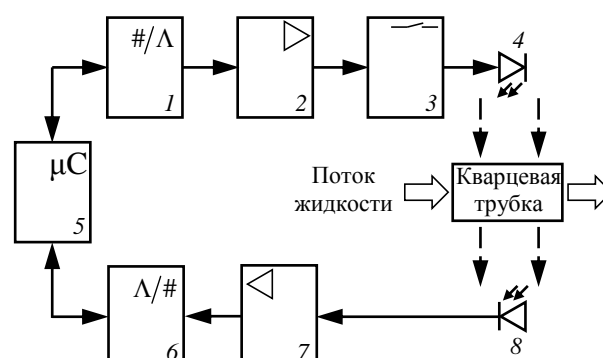 #/Λ
1
2
3
4
μC
5
Поток
жидкости
Кварцевая
трубка
Λ/#
6
7
8